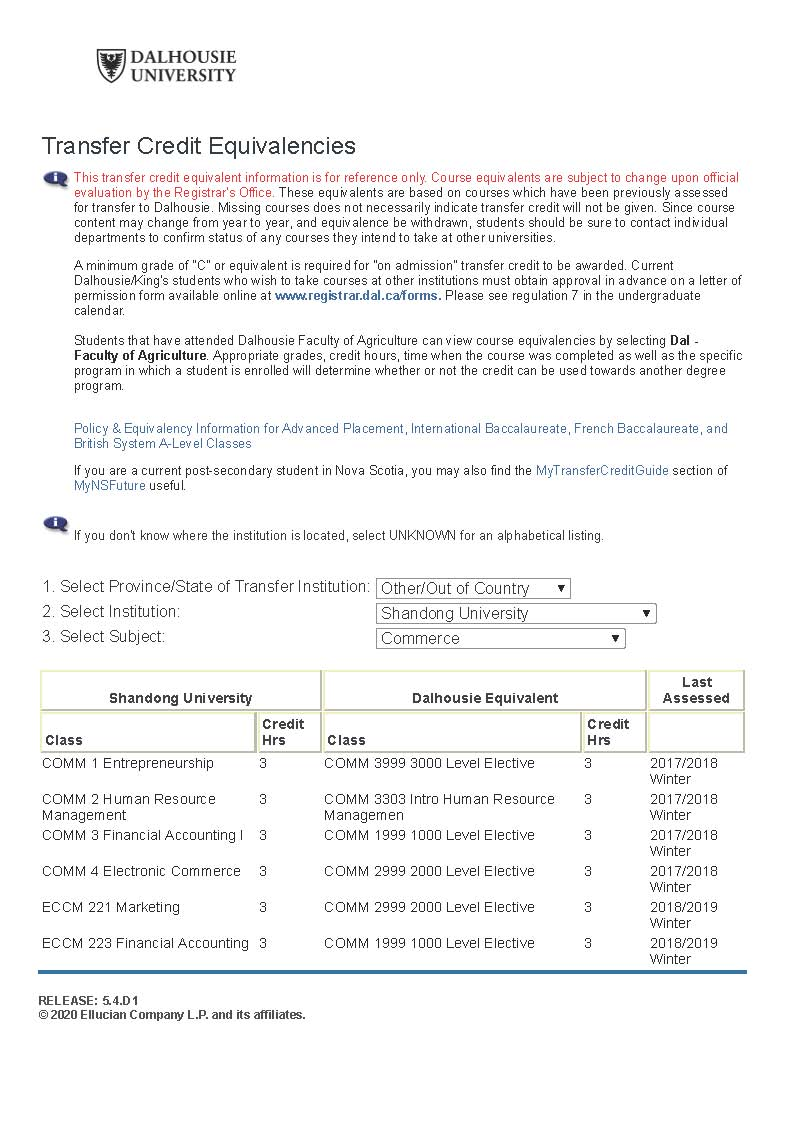 DALHOUSIE
UNIVERSITY
Transfer Credit Equivalencies
This transfer credit equivalent information is for reference only. Course equivalents are subject to change upon official
evaluation by the Registrar's Office. These equivalents are based on courses which have been previously assessed
for transfer to Dalhousie. Missing courses does not necessarily indicate transfer credit will not be given. Since course
content may change from year to year, and equivalence be withdrawn, students should be sure to contact individual
departments to confirm status of any courses they intend to take at other universities.
A minimum grade of "C" or equivalent is required for "on admission" transfer credit to be awarded. Current
Dalhousie/King's students who wish to take courses at other institutions must obtain approval in advance on a letter of
permission form available online at www.registrar.dal.ca/forms. Please see regulation 7 in the undergraduate
calendar.
Students that have attended Dalhousie Faculty of Agriculture can view course equivalencies by selecting Dal -
Faculty of Agriculture. Appropriate grades, credit hours, time when the course was completed as well as the specific
program in which a student is enrolled will determine whether or not the credit can be used towards another degree
program.
Policy & Equivalency Information for Advanced Placement, International Baccalaureate, French Baccalaureate, and
British System A-Level Classes
If you are a current post-secondary student in Nova Scotia, you may also find the MyTransferCreditGuide section of
MyNSFuture useful.
If you don't know where the institution is located, select UNKNOWN for an alphabetical listing.
1. Select Province/State of Transfer Institution: Other/Out of Country
2. Select Institution: Shandong University
3. Select Subject: Commerce
Shandong University Dalhousie Equivalent Last
Assessed
Class Credit Hrs Class Credit Hrs
COMM 1 Entrepreneurship 3 COMM 3999 3000 Level Elective 3 2017/2018
Winter
COMM 2 Human Resource 3 COMM 3303 Intro Human Resource 3 2017/2018
Management Managemen Winter
COMM 3 Financial Accounting I 3 COMM 1999 1000 Level Elective 3 2017/2018
Winter
COMM 4 Electronic Commerce 3 COMM 2999 2000 Level Elective 3 2017/2018
Winter
ECCM 221 Marketing 3 COMM 2999 2000 Level Elective 3 2018/2019
Winter
ECCM 223 Financial Accounting 3 COMM 1999 1000 Level Elective 3 2018/2019
Winter
RELEASE: 5.4.D1
© 2020 Ellucian Company L.P. and its affiliates.